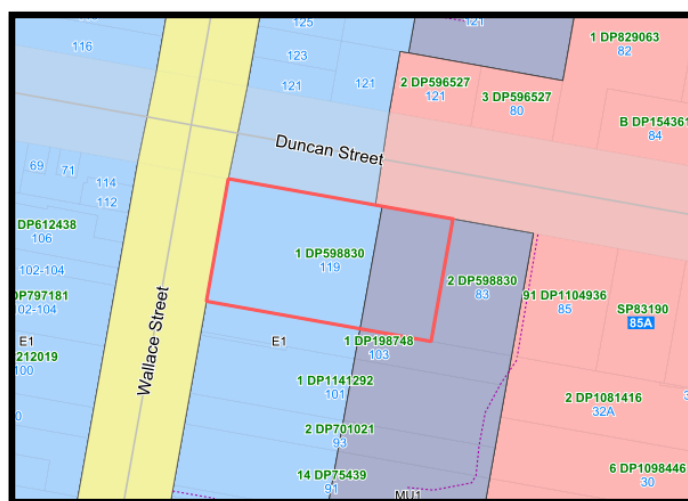 125
121
116
123
1 DP829063
82
121
121
2 DP596527
121
3 DP596527
80
B DP154361
84
Duncan Street
69
71
114
112
DP612438
106
1 DP598830
119
2 DP598830
83
102-104
91 DP1104936
85
SP83190
85A
DP797181
02-104
Wallace Street
E1
E1
1 DP198748
103
212019
100
1 DP1141292
101
2 DP1081416
32A
2 DP701021
93
14 DP75439
91
6 DP1098446
30
MU1